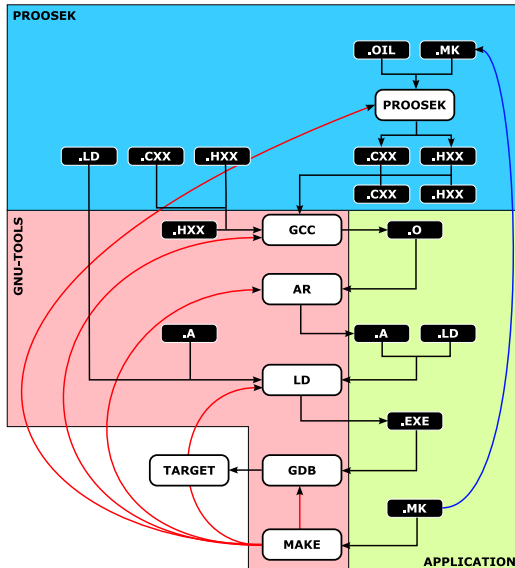 PROOSEK
.OIL .MK
PROOSEK
.LD .CXX .HXX .CXX .HXX
.CXX .HXX
GNU-TOOLS
.HXX GCC .O
AR
.A .A .LD
LD
.EXE
TARGET GDB
.MK
MAKE
APPLICATION